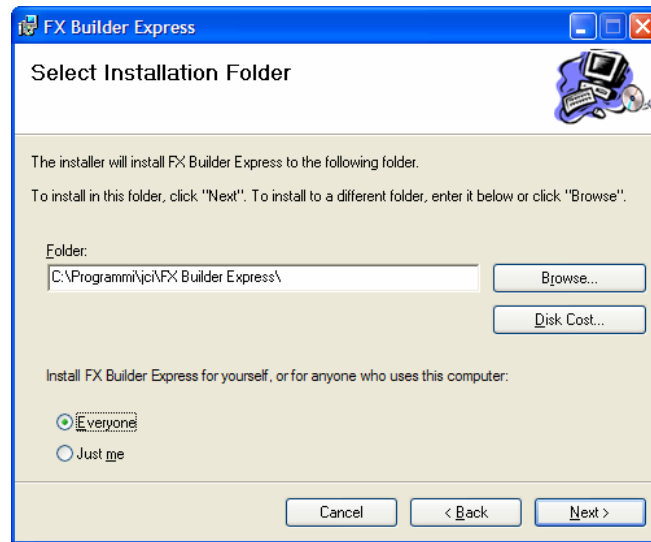 FX Builder Express
Select Installation Folder
The installer will install FX Builder Express to the following folder.
To install in this folder, click "Next". To install to a different folder, enter it below or click "Browse".
Folder:
C:\Programmi\jci\FX Builder Express\
Browse...
Disk Cost...
Install FX Builder Express for yourself, or for anyone who uses this computer:
Everyone
Just me
Cancel
< Back
Next >